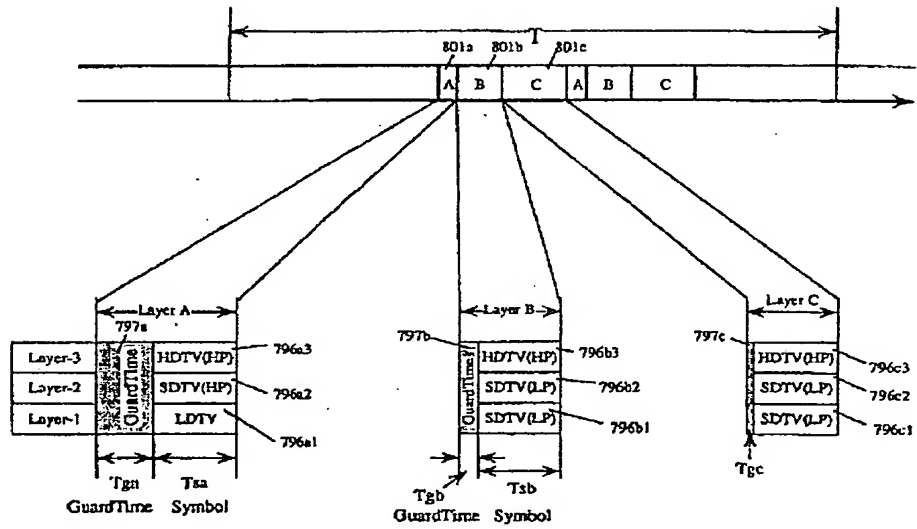 T
801a 801b 801c
A B C A B C
Layer A Layer B Layer C
797a 797b 797c
Layer-3 GuardTime HDTV(HP) 796a3 GuardTime HDTV(HP) 796b3 HDTV(HP) 796c3
Layer-2 SDTV(HP) 796a2 SDTV(LP) 796b2 SDTV(LP) 796c2
Layer-1 LDTV 796a1 SDTV(LP) 796b1 SDTV(LP) 796c1
Tga Tsa Tgb Tsb Tgc
GuardTime Symbol GuardTime Symbol